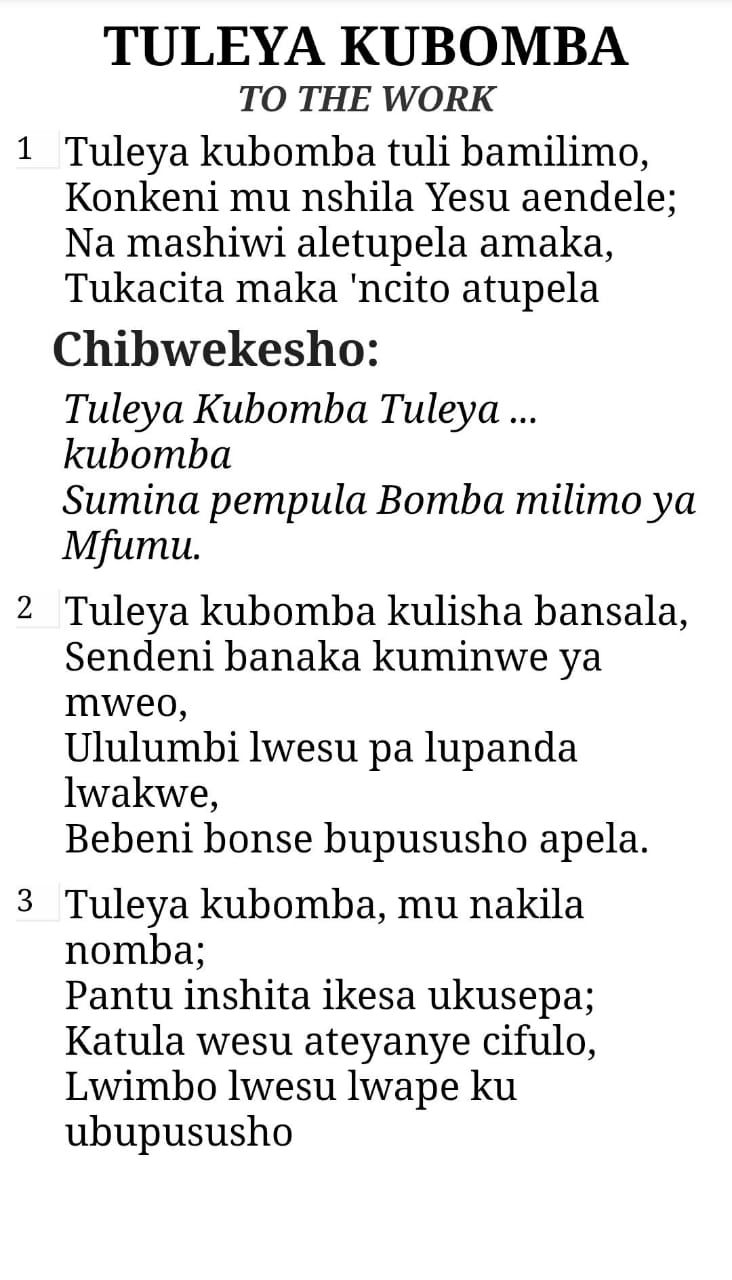 TULEYA KUBOMBA
TO THE WORK
1 Tuleya kubomba tuli bamilimo,
Konkeni mu nshila Yesu aendele;
Na mashiwi aletupela amaka,
Tukacita maka 'ncito atupela
Chibwekesho:
Tuleya Kubomba Tuleya ...
kubomba
Sumina pempula Bomba milimo ya
Mfumu.
2 Tuleya kubomba kulisha bansala,
Sendeni banaka kuminwe ya
mweo,
Ululumbi lwesu pa lupanda
lwakwe,
Bebeni bonse bupususho apela.
3 Tuleya kubomba, mu nakila
nomba;
Pantu inshita ikesa ukusepa;
Katula wesu ateyanye cifulo,
Lwimbo lwesu lwape ku
ubupususho